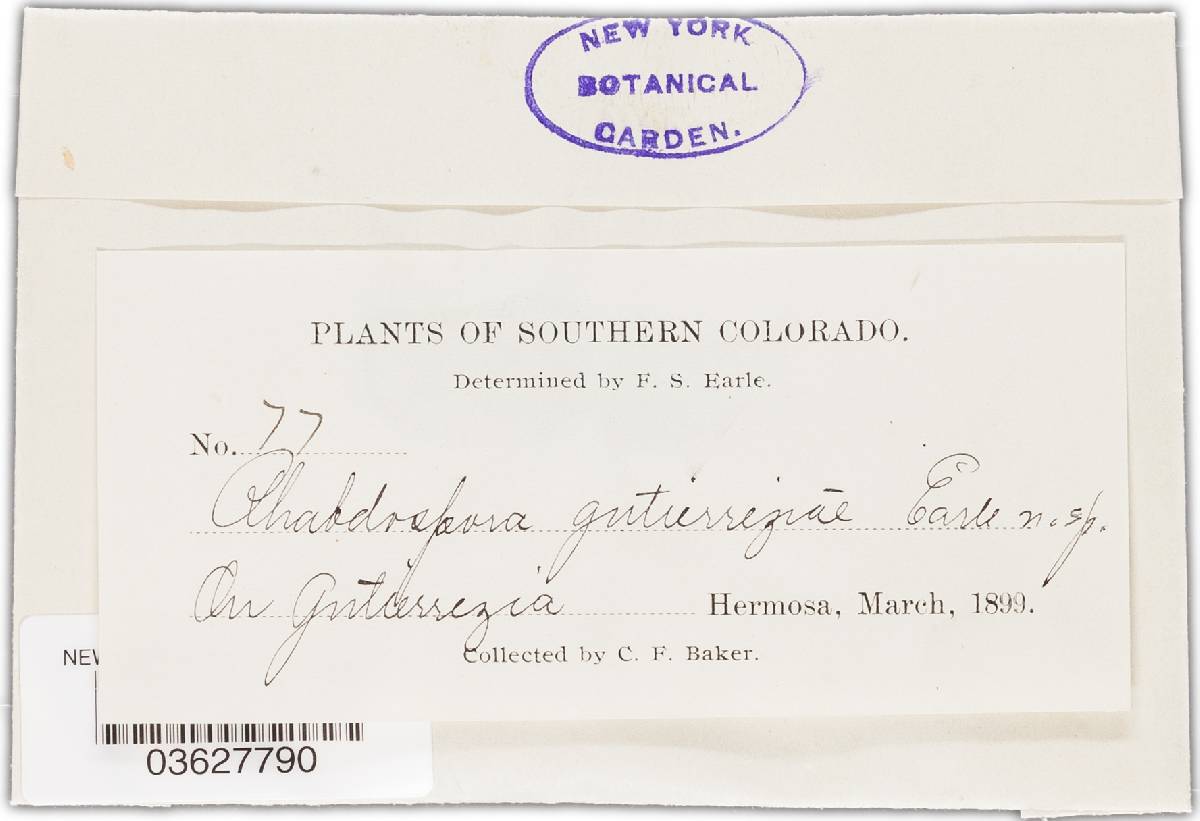 NEW YORK
BOTANICAL
GARDEN.
PLANTS OF SOUTHERN COLORADO.
Determined by F. S. Earle.
No. 77
Rhabdospora gutierreziae Earle n. sp.
On Gutierrezia Hermosa, March, 1899.
Collected by C. F. Baker.
NEW
03627790